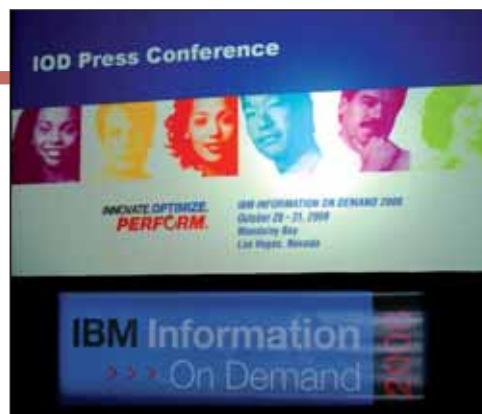 IOD Press Conference
INNOVATE. OPTIMIZE.
PERFORM.
IBM INFORMATION ON DEMAND 2008
October 26 - 31, 2008
Mandalay Bay
Las Vegas, Nevada
IBM Information
>>> On Demand
2008